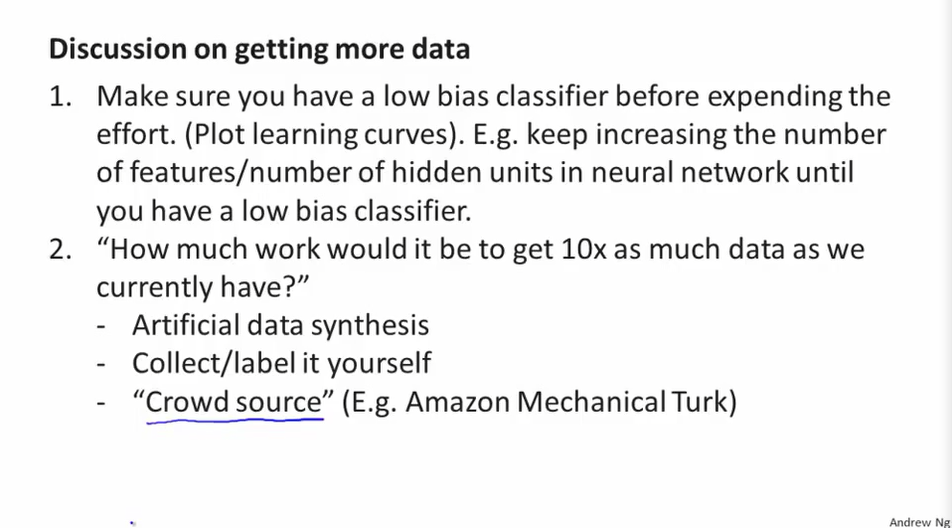 Discussion on getting more data
1. Make sure you have a low bias classifier before expending the
effort. (Plot learning curves). E.g. keep increasing the number
of features/number of hidden units in neural network until
you have a low bias classifier.
2. “How much work would it be to get 10x as much data as we
currently have?”
- Artificial data synthesis
- Collect/label it yourself
- “Crowd source” (E.g. Amazon Mechanical Turk)
Andrew Ng